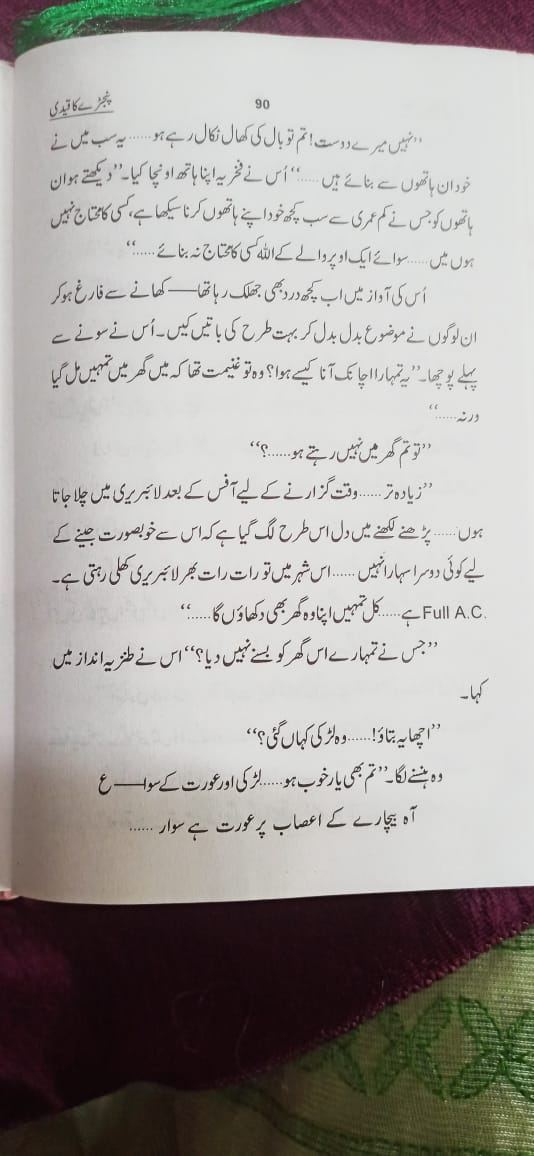 پنجرے کا قیدی
90
’’نہیں میرے دوست! تم تو بال کی کھال نکال رہے ہو...... یہ سب میں نے
خود ان ہاتھوں سے بنائے ہیں......‘‘ اُس نے فخریہ اپنا ہاتھ اونچا کیا۔ ’’دیکھتے ہو ان
ہاتھوں کو جس نے کم عمری سے سب کچھ خود اپنے ہاتھوں کرنا سیکھا ہے، کسی کا محتاج نہیں
ہوں میں...... سوائے ایک اوپر والے کے اللہ کسی کا محتاج نہ بنائے......‘‘
اُس کی آواز میں اب کچھ درد بھی جھلک رہا تھا—— کھانے سے فارغ ہوکر
ان لوگوں نے موضوع بدل بدل کر بہت طرح کی باتیں کیں۔ اُس نے سونے سے
پہلے پوچھا۔ ’’یہ تمہارا اچانک آنا کیسے ہوا؟ وہ تو غنیمت تھا کہ میں گھر میں تمہیں مل گیا
ورنہ......‘‘
’’تو تم گھر میں نہیں رہتے ہو......؟‘‘
’’زیادہ تر...... وقت گزارنے کے لیے آفس کے بعد لائبریری میں چلا جاتا
ہوں...... پڑھنے لکھنے میں دل اس طرح لگ گیا ہے کہ اس سے خوبصورت جینے کے
لیے کوئی دوسرا سہارا نہیں...... اس شہر میں تو رات رات بھر لائبریری کھلی رہتی ہے۔
Full A.C. ہے...... کل تمہیں اپنا وہ گھر بھی دکھاؤں گا......‘‘
’’جس نے تمہارے اس گھر کو بسنے نہیں دیا؟‘‘ اس نے طنزیہ انداز میں
کہا۔
’’اچھا یہ بتاؤ!...... وہ لڑکی کہاں گئی؟‘‘
وہ ہنسنے لگا۔ ’’تم بھی یار خوب ہو...... لڑکی اور عورت کے سوا—— ع
آہ بیچارے کے اعصاب پر عورت ہے سوار ......